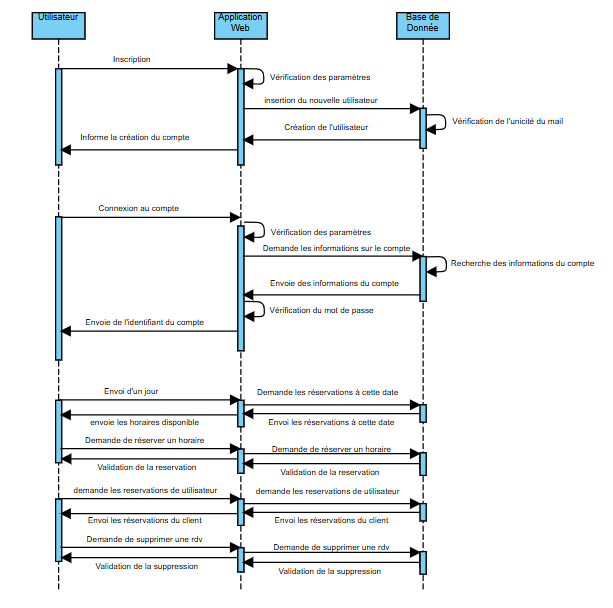 Utilisateur
Application
Web
Base de
Donnée
Inscription
Vérification des paramètres
insertion du nouvelle utilisateur
Vérification de l'unicité du mail
Création de l'utilisateur
Informe la création du compte
Connexion au compte
Vérification des paramètres
Demande les informations sur le compte
Recherche des informations du compte
Envoie des informations du compte
Vérification du mot de passe
Envoie de l'identifiant du compte
Envoi d'un jour
Demande les réservations à cette date
envoie les horaires disponible
Envoi les réservations à cette date
Demande de réserver un horaire
Demande de réserver un horaire
Validation de la reservation
Validation de la reservation
demande les reservations de utilisateur
demande les reservations de utilisateur
Envoi les réservations du client
Envoi les réservations du client
Demande de supprimer une rdv
Demande de supprimer une rdv
Validation de la suppression
Validation de la suppression